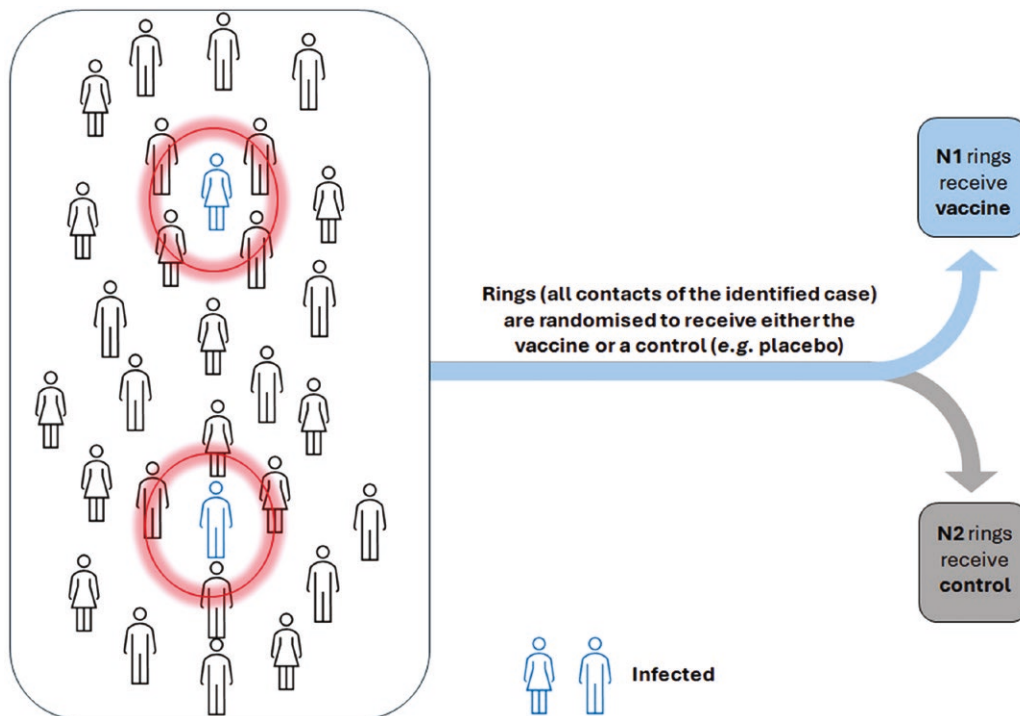 N1 rings
receive
vaccine
Rings (all contacts of the identified case)
are randomised to receive either the
vaccine or a control (e.g. placebo)
N2 rings
receive
control
Infected